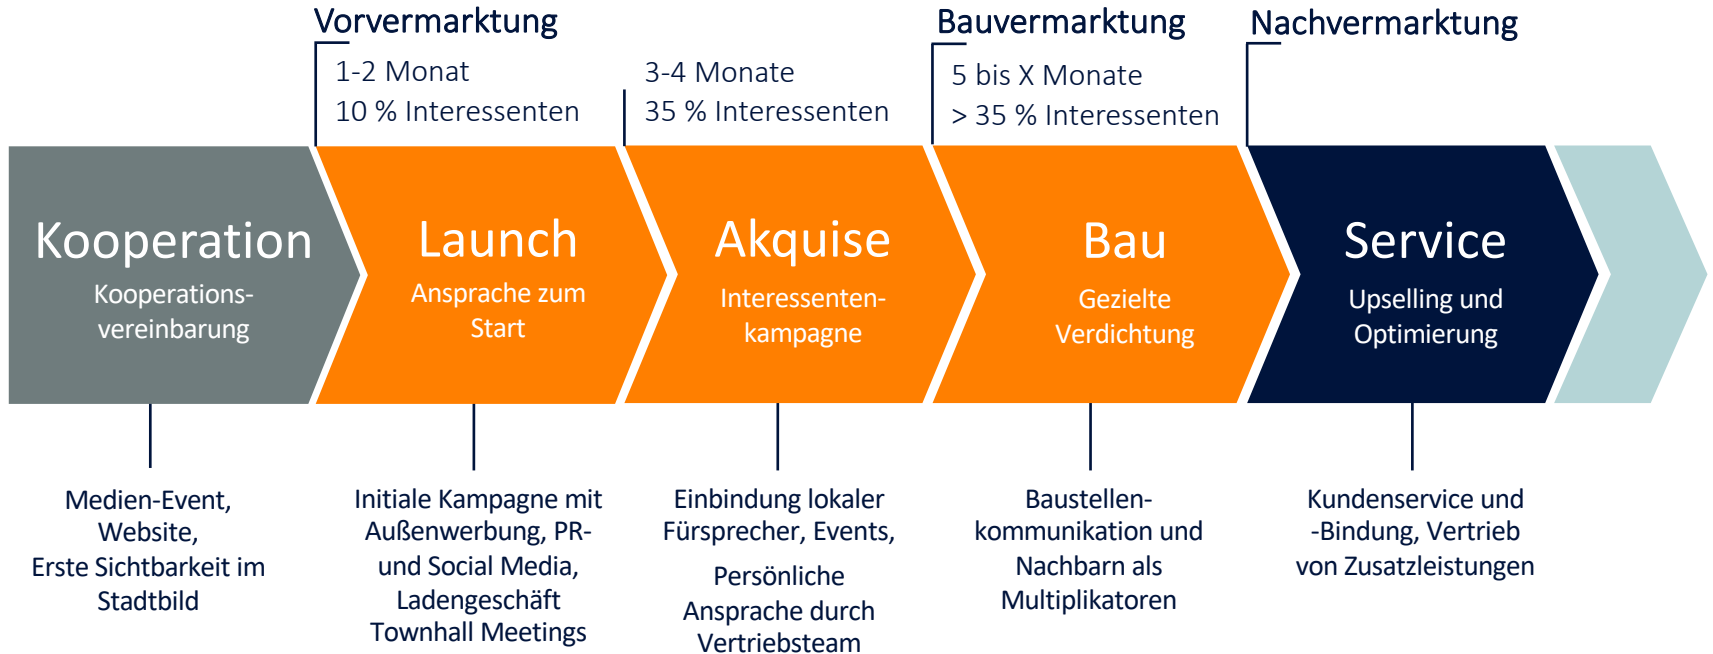 Vorvermarktung
1-2 Monat
10 % Interessenten
3-4 Monate
35 % Interessenten
Bauvermarktung
5 bis X Monate
> 35 % Interessenten
Nachvermarktung
Kooperation
Kooperations-
vereinbarung
Launch
Ansprache zum
Start
Akquise
Interessenten-
kampagne
Bau
Gezielte
Verdichtung
Service
Upselling und
Optimierung
Medien-Event,
Website,
Erste Sichtbarkeit im
Stadtbild
Initiale Kampagne mit
Außenwerbung, PR-
und Social Media,
Ladengeschäft
Townhall Meetings
Einbindung lokaler
Fürsprecher, Events,
Persönliche
Ansprache durch
Vertriebsteam
Baustellen-
kommunikation und
Nachbarn als
Multiplikatoren
Kundenservice und
-Bindung, Vertrieb
von Zusatzleistungen